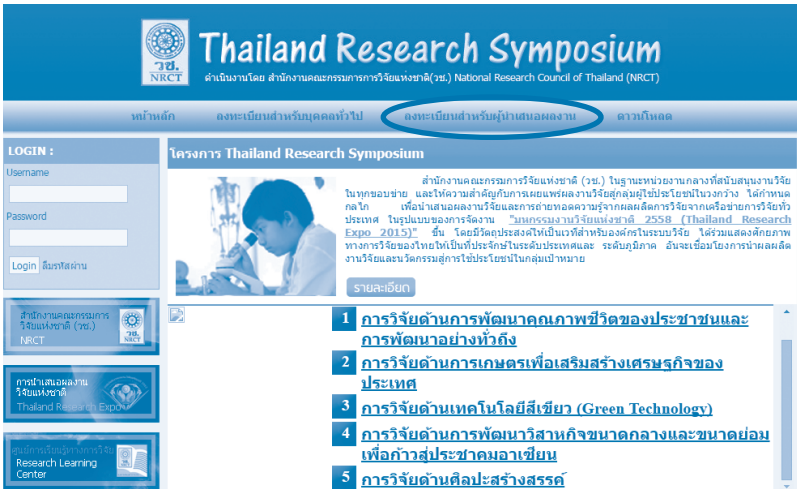 Thailand Research Symposium
วช.
NRCT
ดำเนินงานโดย สำนักงานคณะกรรมการการวิจัยแห่งชาติ(วช.) National Research Council of Thailand (NRCT)
หน้าหลัก ลงทะเบียนสำหรับบุคคลทั่วไป ลงทะเบียนสำหรับผู้นำเสนอผลงาน ดาวน์โหลด
LOGIN :
Username
Password
Login ลืมรหัสผ่าน
สำนักงานคณะกรรมการ
วิจัยแห่งชาติ (วช.)
NRCT
วช.
NRCT
การนำเสนอผลงาน
วิจัยแห่งชาติ
Thailand Research Expo
ศูนย์การเรียนรู้ทางการวิจัย
Research Learning
Center
โครงการ Thailand Research Symposium
สำนักงานคณะกรรมการวิจัยแห่งชาติ (วช.) ในฐานะหน่วยงานกลางที่สนับสนุนงานวิจัย
ในทุกขอบข่าย และให้ความสำคัญกับการเผยแพร่ผลงานวิจัยสู่กลุ่มผู้ใช้ประโยชน์ในวงกว้าง ได้กำหนด
กลไก เพื่อนำเสนอผลงานวิจัยและการถ่ายทอดความรู้จากผลผลิตการวิจัยจากเครือข่ายการวิจัยทั่ว
ประเทศ ในรูปแบบของการจัดงาน "มหกรรมงานวิจัยแห่งชาติ 2558 (Thailand Research
Expo 2015)" ขึ้น โดยมีวัตถุประสงค์ให้เป็นเวทีสำหรับองค์กรในระบบวิจัย ได้ร่วมแสดงศักยภาพ
ทางการวิจัยของไทยให้เป็นที่ประจักษ์ในระดับประเทศและ ระดับภูมิภาค อันจะเชื่อมโยงการนำผลผลิต
งานวิจัยและนวัตกรรมสู่การใช้ประโยชน์ในกลุ่มเป้าหมาย
รายละเอียด
1 การวิจัยด้านการพัฒนาคุณภาพชีวิตของประชาชนและ
การพัฒนาอย่างทั่วถึง
2 การวิจัยด้านการเกษตรเพื่อเสริมสร้างเศรษฐกิจของ
ประเทศ
3 การวิจัยด้านเทคโนโลยีสีเขียว (Green Technology)
4 การวิจัยด้านการพัฒนาวิสาหกิจขนาดกลางและขนาดย่อม
เพื่อก้าวสู่ประชาคมอาเซียน
5 การวิจัยด้านศิลปะสร้างสรรค์